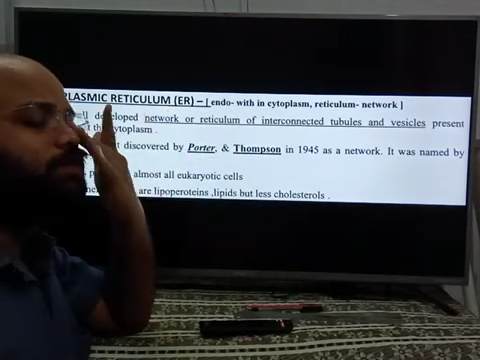 PLASMIC RETICULUM (ER) – [ endo- with in cytoplasm, reticulum- network ]
developed network or reticulum of interconnected tubules and vesicles present
cytoplasm .
discovered by Porter, & Thompson in 1945 as a network. It was named by
almost all eukaryotic cells
are lipoperoteins ,lipids but less cholesterols .